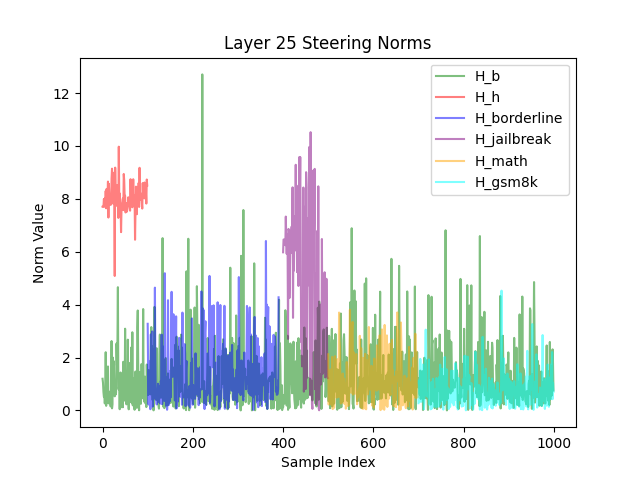 Layer 25 Steering Norms
H_b
H_h
H_borderline
H_jailbreak
H_math
H_gsm8k
Norm Value
12
10
8
6
4
2
0
0 200 400 600 800 1000
Sample Index